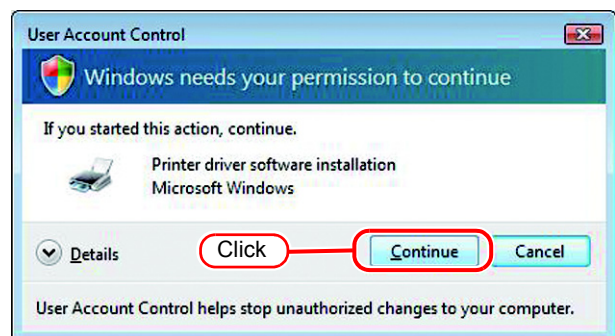 User Account Control
Windows needs your permission to continue
If you started this action, continue.
Printer driver software installation
Microsoft Windows
Details
Click
Continue
Cancel
User Account Control helps stop unauthorized changes to your computer.